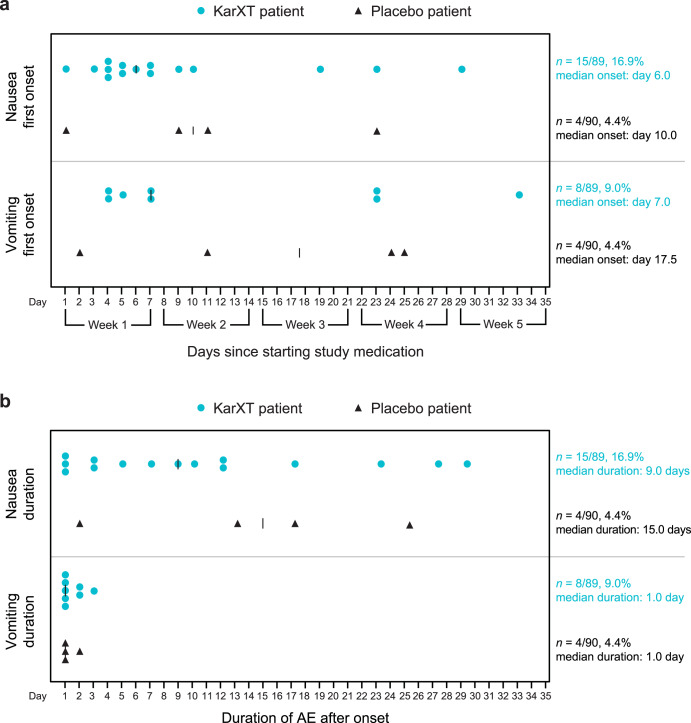 a
KarXT patient Placebo patient
Nausea
first onset
n = 15/89, 16.9%
median onset: day 6.0
n = 4/90, 4.4%
median onset: day 10.0
Vomiting
first onset
n = 8/89, 9.0%
median onset: day 7.0
n = 4/90, 4.4%
median onset: day 17.5
Day 1 2 3 4 5 6 7 8 9 10 11 12 13 14 15 16 17 18 19 20 21 22 23 24 25 26 27 28 29 30 31 32 33 34 35
Week 1 Week 2 Week 3 Week 4 Week 5
Days since starting study medication
b
KarXT patient Placebo patient
Nausea
duration
n = 15/89, 16.9%
median duration: 9.0 days
n = 4/90, 4.4%
median duration: 15.0 days
Vomiting
duration
n = 8/89, 9.0%
median duration: 1.0 day
n = 4/90, 4.4%
median duration: 1.0 day
Day 1 2 3 4 5 6 7 8 9 10 11 12 13 14 15 16 17 18 19 20 21 22 23 24 25 26 27 28 29 30 31 32 33 34 35
Duration of AE after onset